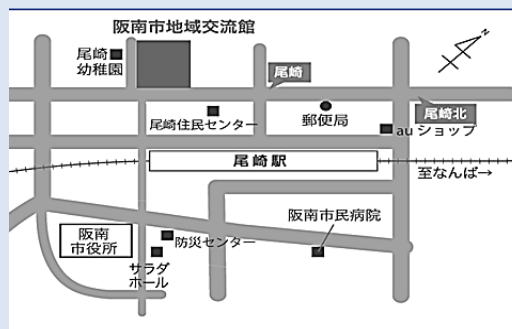 阪南市地域交流館
尾崎
幼稚園
N
尾崎
尾崎北
尾崎住民センター
郵便局
auショップ
尾崎駅
至なんば→
阪南
市役所
防災センター
サラダ
ホール
阪南市民病院